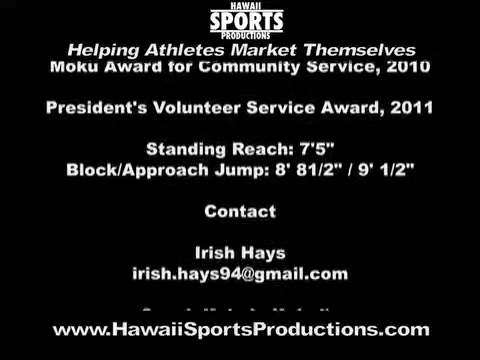 HAWAII
SPORTS
PRODUCTIONS
Helping Athletes Market Themselves
Moku Award for Community Service, 2010
President's Volunteer Service Award, 2011
Standing Reach: 7'5"
Block/Approach Jump: 8' 81/2" / 9' 1/2"
Contact
Irish Hays
irish.hays94@gmail.com
www.HawaiiSportsProductions.com